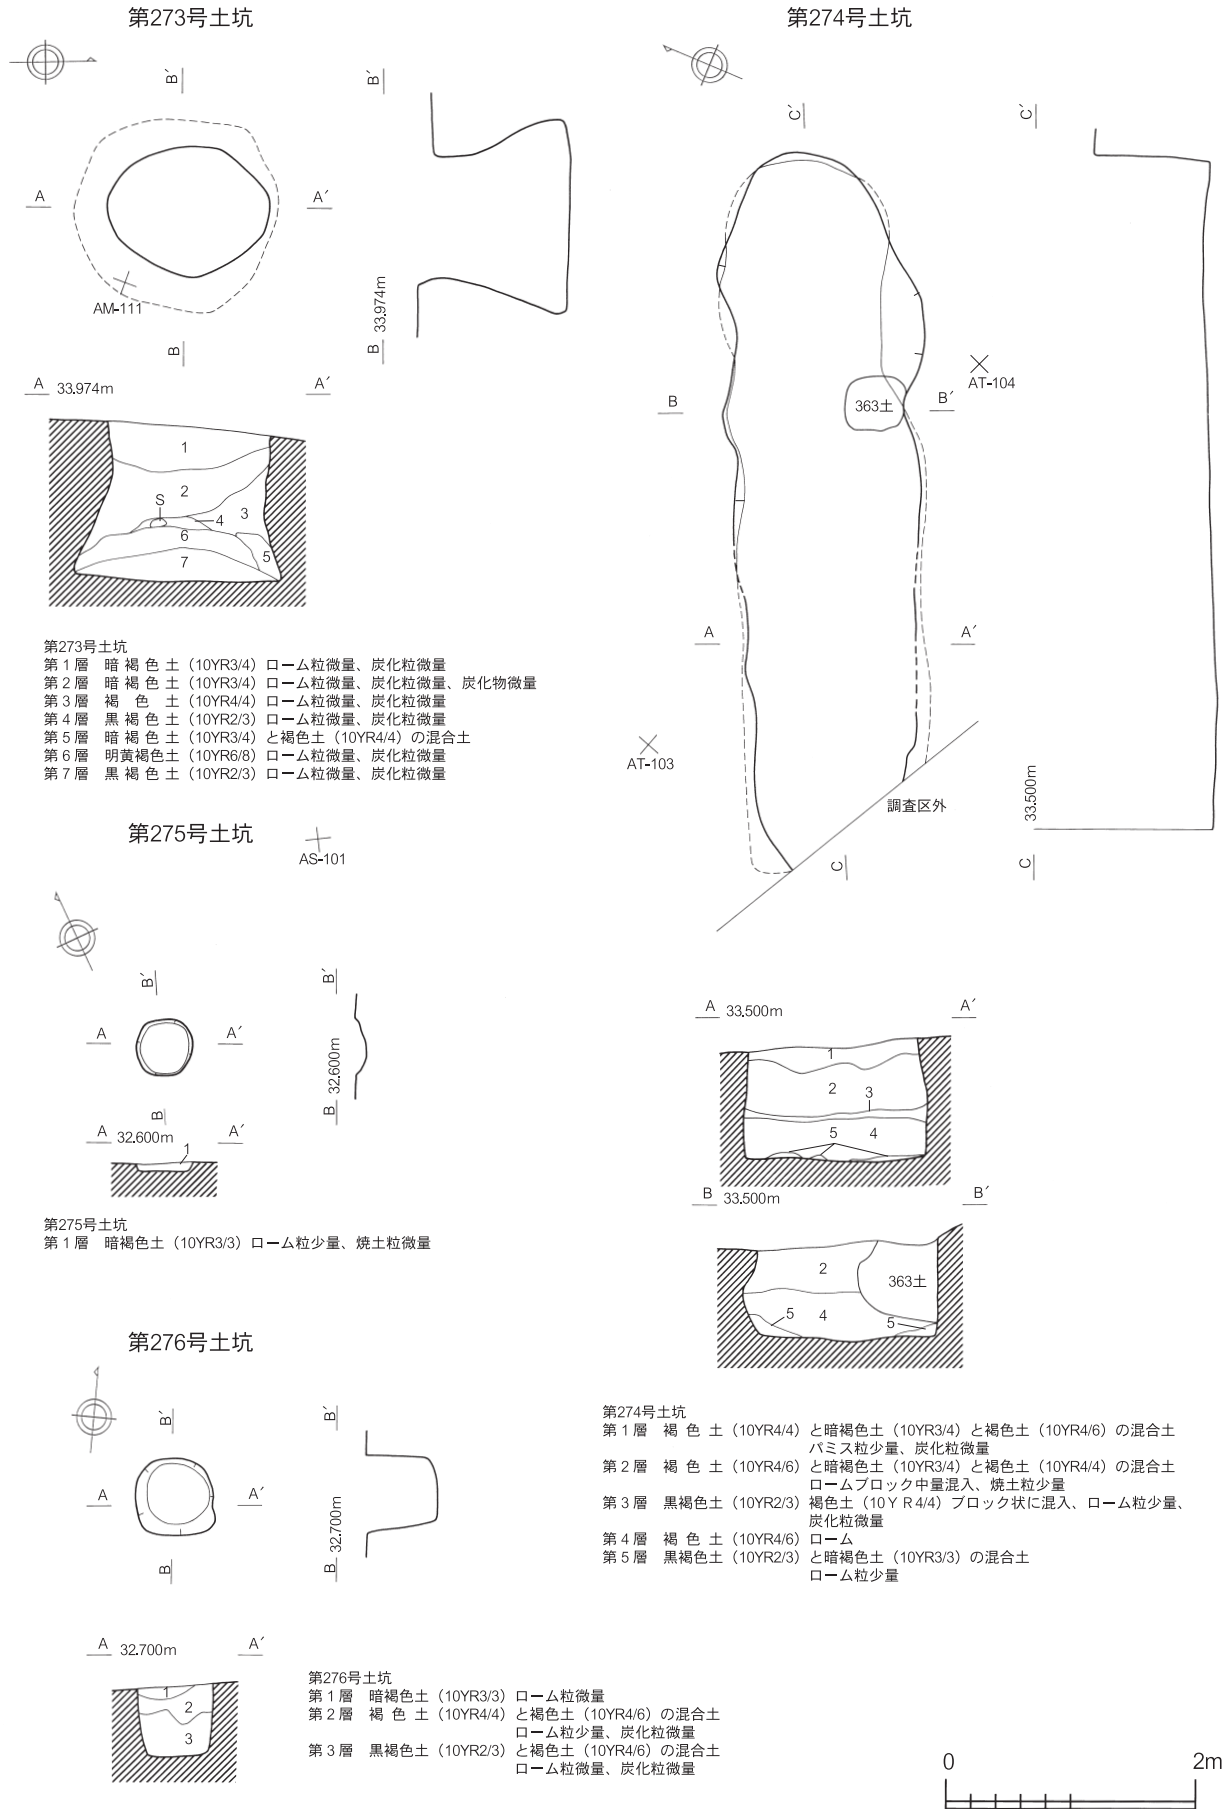 第273号土坑
B´
B´
A
A´
AM-111
B
B
33.974m
A 33.974m
A´
1
2
S
3
4
6
5
7
第273号土坑
第1層 暗褐色土（10YR3/4）ローム粒微量、炭化粒微量
第2層 暗褐色土（10YR3/4）ローム粒微量、炭化粒微量、炭化物微量
第3層 褐色土（10YR4/4）ローム粒微量、炭化粒微量
第4層 黒褐色土（10YR2/3）ローム粒微量、炭化粒微量
第5層 暗褐色土（10YR3/4）と褐色土（10YR4/4）の混合土
第6層 明黄褐色土（10YR6/8）ローム粒微量、炭化粒微量
第7層 黒褐色土（10YR2/3）ローム粒微量、炭化粒微量
第275号土坑
AS-101
B´
B´
A
A´
B
B
32.600m
A 32.600m
A´
1
第275号土坑
第1層 暗褐色土（10YR3/3）ローム粒少量、焼土粒微量
第276号土坑
B´
B´
A
A´
B
B
32.700m
A 32.700m
A´
1
2
3
第276号土坑
第1層 暗褐色土（10YR3/3）ローム粒微量
第2層 褐色土（10YR4/4）と褐色土（10YR4/6）の混合土
ローム粒少量、炭化粒微量
第3層 黒褐色土（10YR2/3）と褐色土（10YR4/6）の混合土
ローム粒微量、炭化粒微量
第274号土坑
C´
C´
AT-104
B
363土
B´
A
A´
AT-103
調査区外
33.500m
C
C
A 33.500m
A´
1
2
3
5
4
B 33.500m
B´
2
363土
5
4
5
第274号土坑
第1層 褐色土（10YR4/4）と暗褐色土（10YR3/4）と褐色土（10YR4/6）の混合土
パミス粒少量、炭化粒微量
第2層 褐色土（10YR4/6）と暗褐色土（10YR3/4）と褐色土（10YR4/4）の混合土
ロームブロック中量混入、焼土粒少量
第3層 黒褐色土（10YR2/3）褐色土（10ＹＲ4/4）ブロック状に混入、ローム粒少量、
炭化粒微量
第4層 褐色土（10YR4/6）ローム
第5層 黒褐色土（10YR2/3）と暗褐色土（10YR3/3）の混合土
ローム粒少量
0 2m